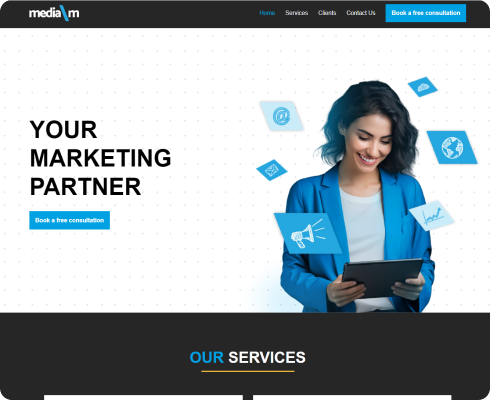 media\m
Home Services Clients Contact Us Book a free consultation
YOUR
MARKETING
PARTNER
Book a free consultation
@
OUR SERVICES